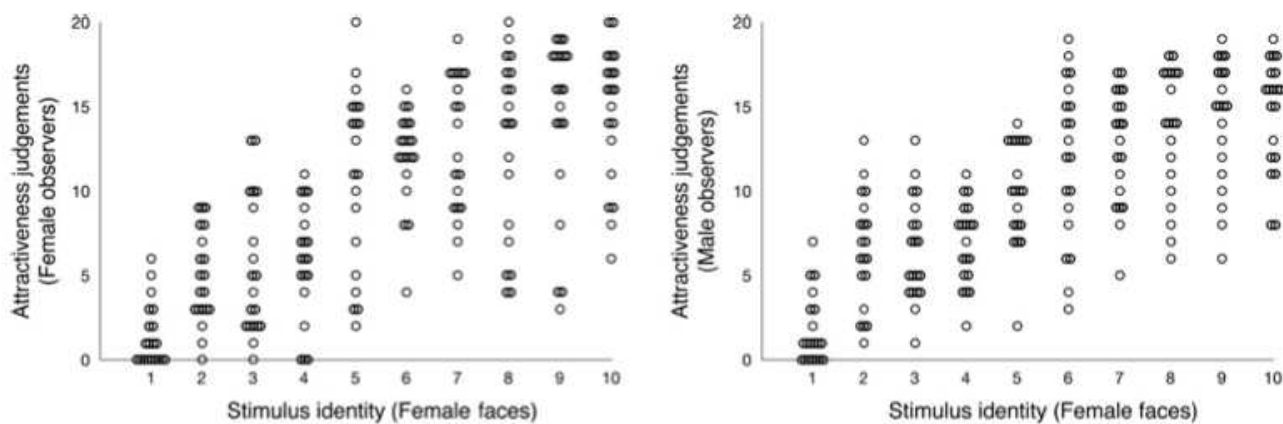 Attractiveness judgements
(Female observers)
20
15
10
5
0
1 2 3 4 5 6 7 8 9 10
Stimulus identity (Female faces)
Attractiveness judgements
(Male observers)
20
15
10
5
0
1 2 3 4 5 6 7 8 9 10
Stimulus identity (Female faces)